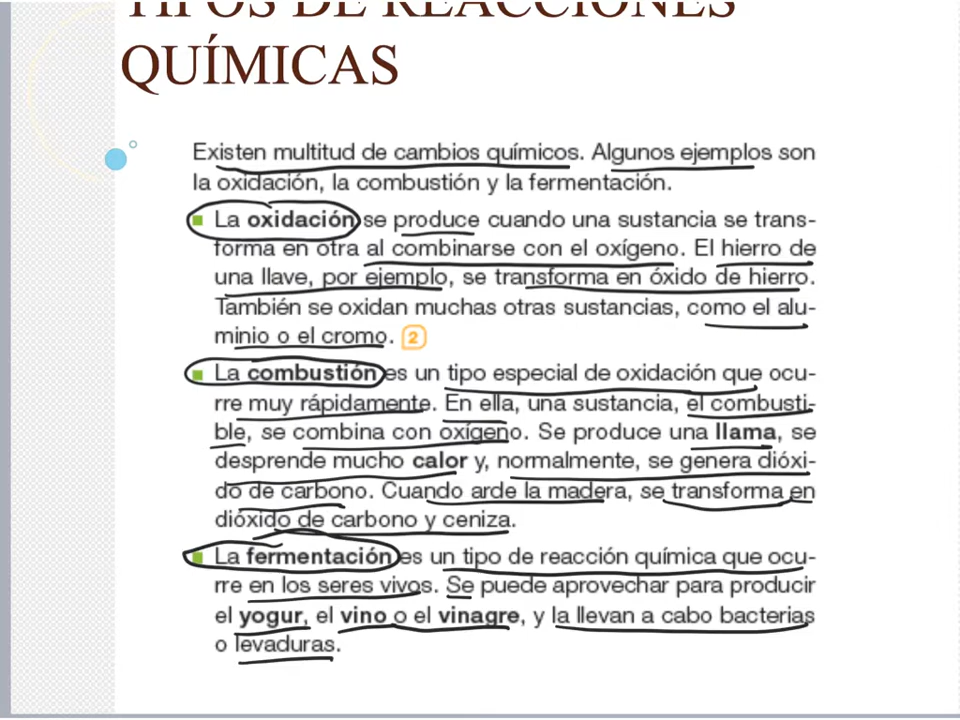 TIPOS DE REACCIONES
QUÍMICAS
Existen multitud de cambios químicos. Algunos ejemplos son
la oxidación, la combustión y la fermentación.
La oxidación se produce cuando una sustancia se trans-
forma en otra al combinarse con el oxígeno. El hierro de
una llave, por ejemplo, se transforma en óxido de hierro.
También se oxidan muchas otras sustancias, como el alu-
minio o el cromo. 2
La combustión es un tipo especial de oxidación que ocu-
rre muy rápidamente. En ella, una sustancia, el combusti-
ble, se combina con oxígeno. Se produce una llama, se
desprende mucho calor y, normalmente, se genera dióxi-
do de carbono. Cuando arde la madera, se transforma en
dióxido de carbono y ceniza.
La fermentación es un tipo de reacción química que ocu-
rre en los seres vivos. Se puede aprovechar para producir
el yogur, el vino o el vinagre, y la llevan a cabo bacterias
o levaduras.